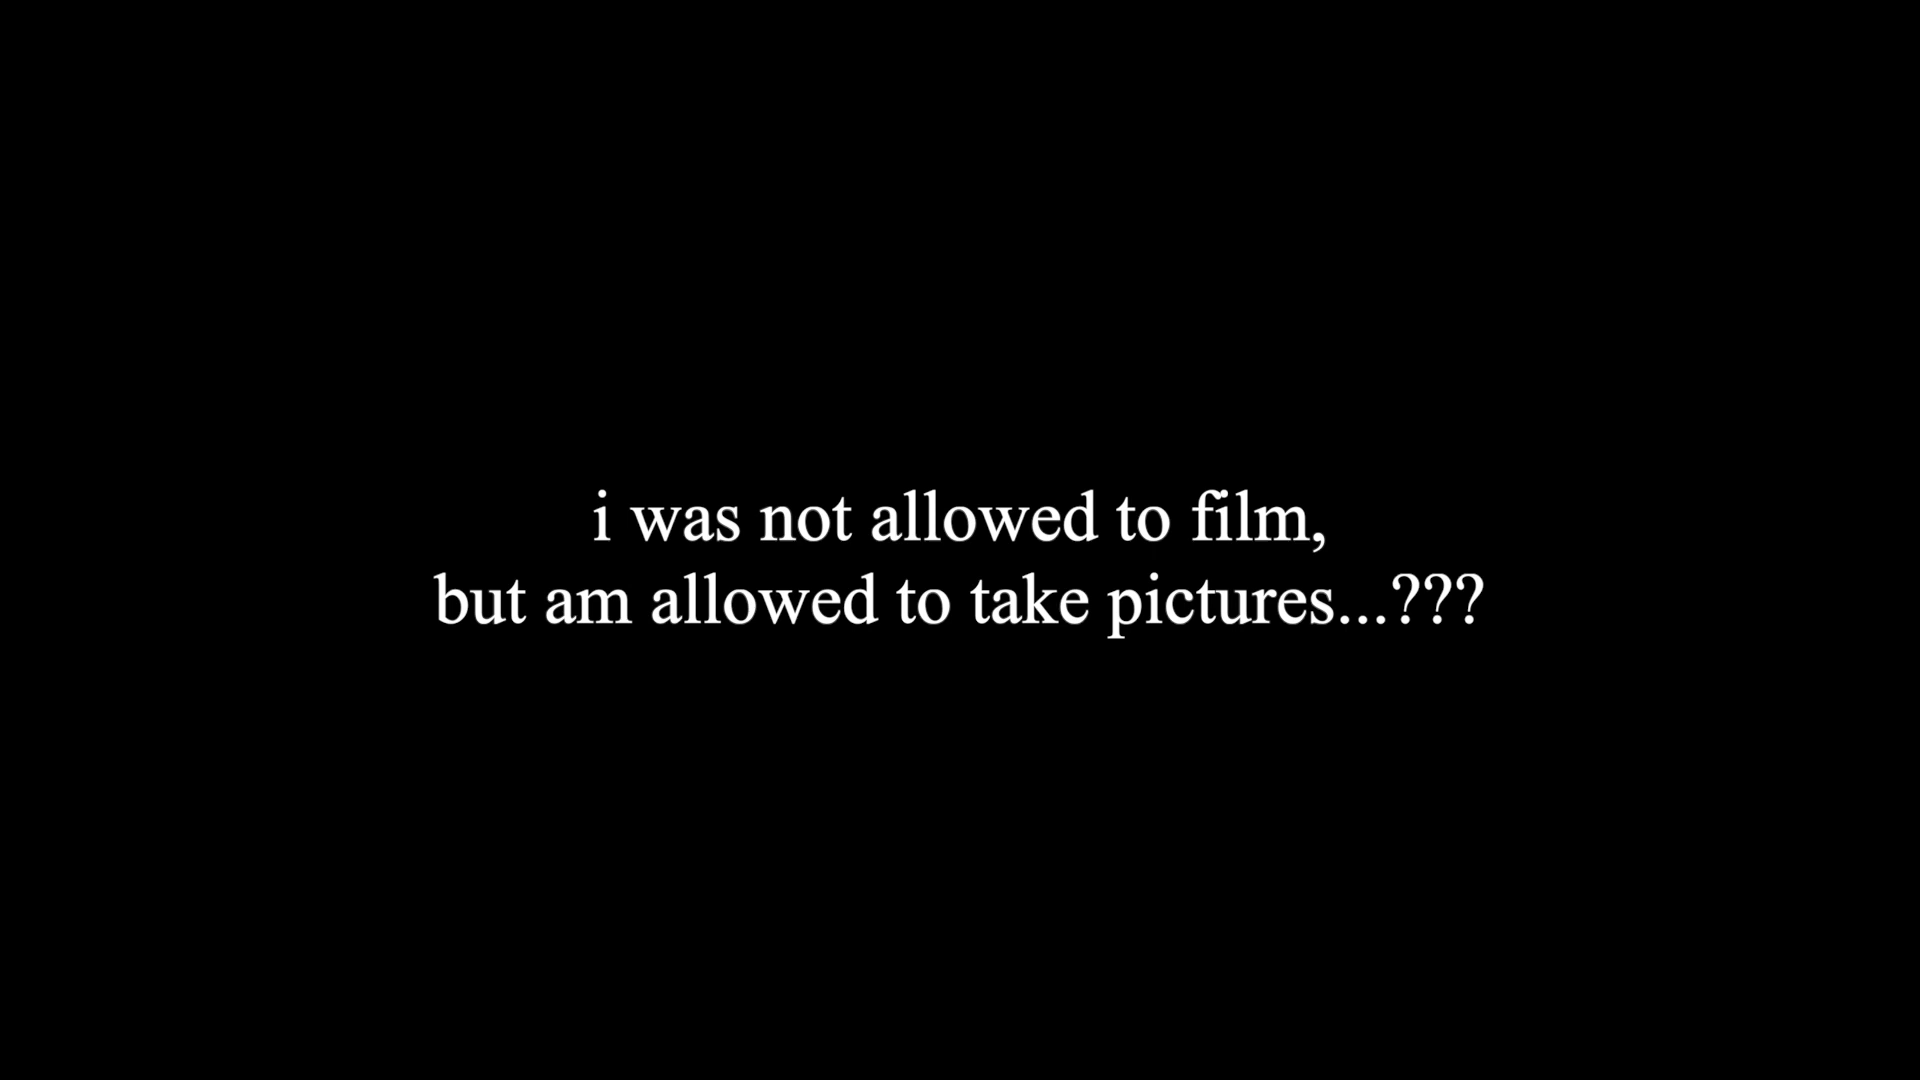 i was not allowed to film,
but am allowed to take pictures...???